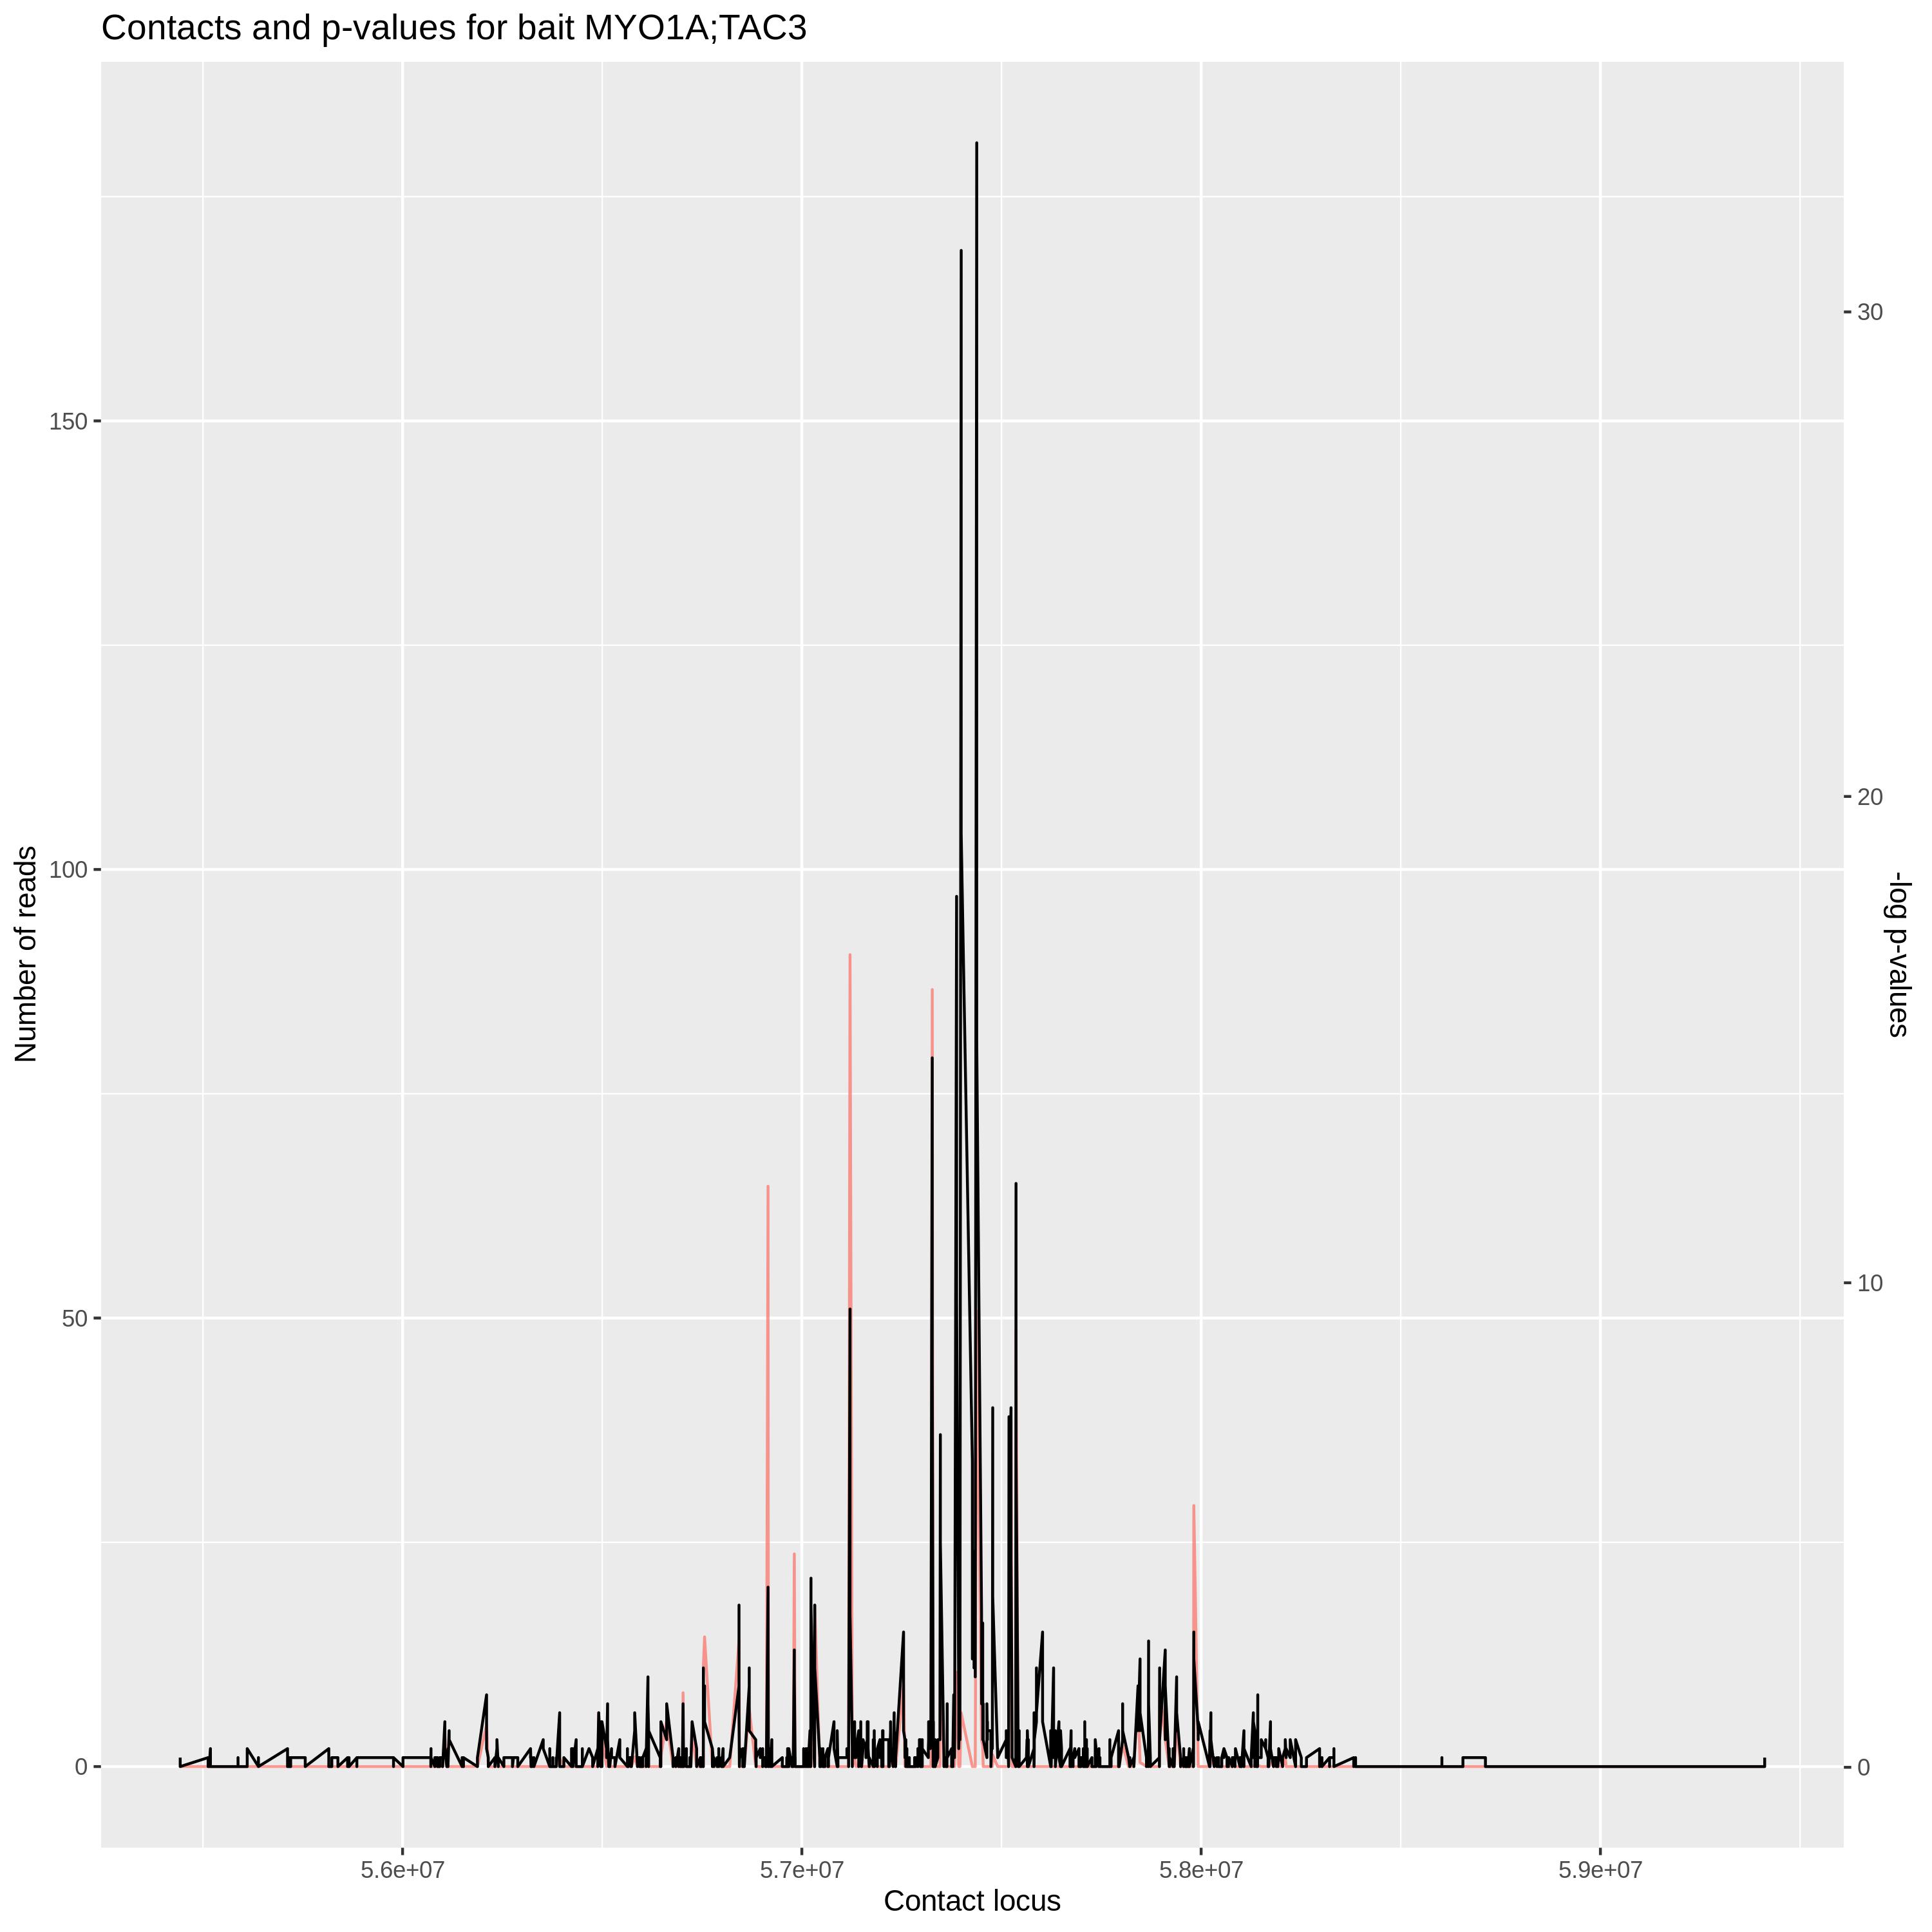 Contacts and p-values for bait MYO1A;TAC3
Number of reads
150
100
50
0
30
20
10
0
-log p-values
5.6e+07
5.7e+07
5.8e+07
5.9e+07
Contact locus